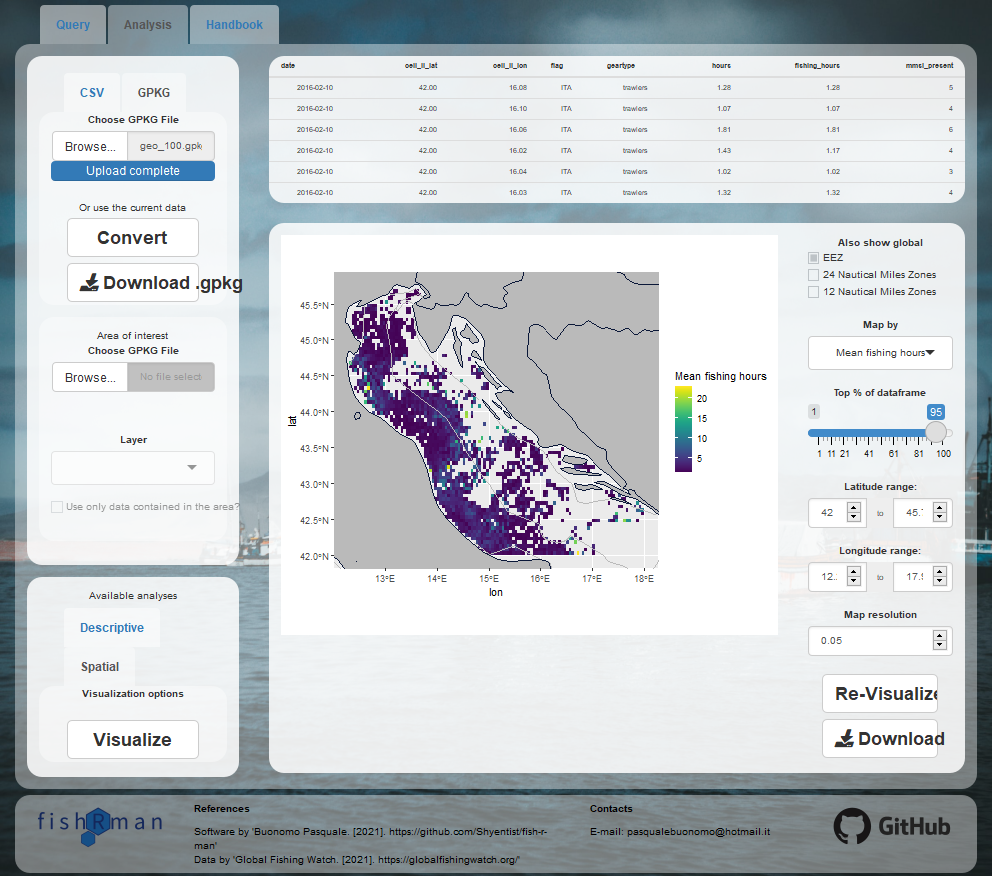 Query
Analysis
Handbook
CSV
GPKG
Choose GPKG File
Browse...
geo_100.gpk
Upload complete
Or use the current data
Convert
Download .gpkg
Area of interest
Choose GPKG File
Browse...
No file select
Layer
Use only data contained in the area?
Available analyses
Descriptive
Spatial
Visualization options
Visualize
date cell_ll_lat cell_ll_lon flag geartype hours fishing_hours mmsi_present
2016-02-10 42.00 16.08 ITA trawlers 1.28 1.28 5
2016-02-10 42.00 16.10 ITA trawlers 1.07 1.07 4
2016-02-10 42.00 16.06 ITA trawlers 1.81 1.81 6
2016-02-10 42.00 16.02 ITA trawlers 1.43 1.17 4
2016-02-10 42.00 16.04 ITA trawlers 1.02 1.02 3
2016-02-10 42.00 16.03 ITA trawlers 1.32 1.32 4
45.5°N
45.0°N
44.5°N
44.0°N
43.5°N
43.0°N
42.5°N
42.0°N
lat
13°E 14°E 15°E 16°E 17°E 18°E
lon
Mean fishing hours
20
15
10
5
Also show global
EEZ
24 Nautical Miles Zones
12 Nautical Miles Zones
Map by
Mean fishing hours
Top % of dataframe
1 95
1 11 21 41 61 81 100
Latitude range:
42 to 45.
Longitude range:
12.. to 17.
Map resolution
0.05
Re-Visualize
Download
fishRman
References
Software by 'Buonomo Pasquale. [2021]. https://github.com/Shyentist/fish-r-
man'
Data by 'Global Fishing Watch. [2021]. https://globalfishingwatch.org/'
Contacts
E-mail: pasqualebuonomo@hotmail.it
GitHub